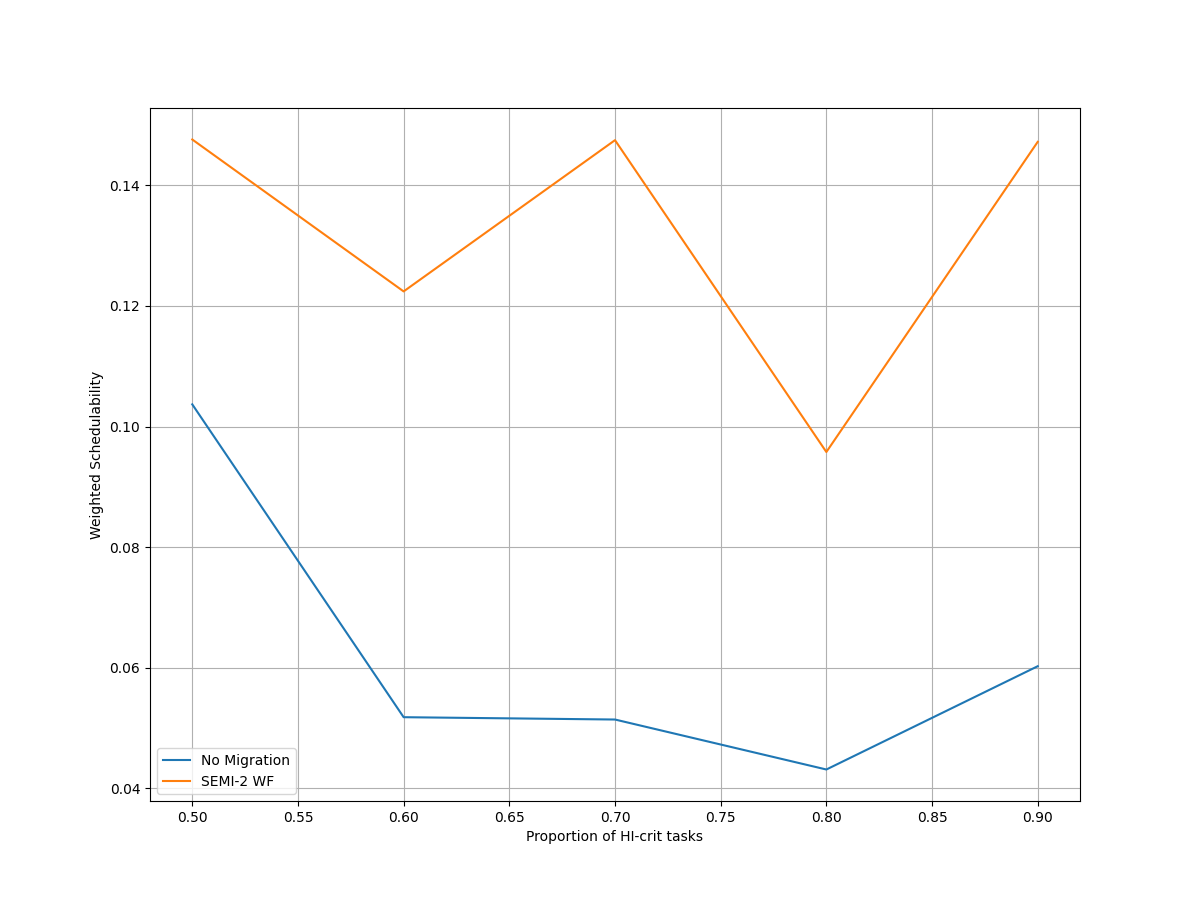 Weighted Schedulability
0.14
0.12
0.10
0.08
0.06
0.04
No Migration
SEMI-2 WF
0.50 0.55 0.60 0.65 0.70 0.75 0.80 0.85 0.90
Proportion of HI-crit tasks